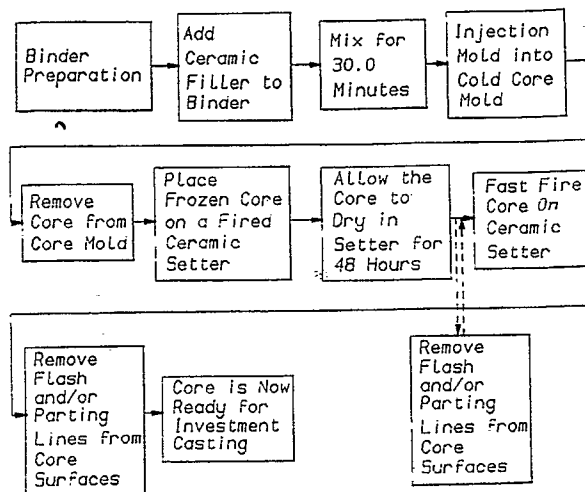 Binder
Preparation
Add
Ceramic
Filler to
Binder
Mix for
30.0
Minutes
Injection
Mold into
Cold Core
Mold
Remove
Core from
Core Mold
Place
Frozen Core
on a Fired
Ceramic
Setter
Allow the
Core to
Dry in
Setter for
48 Hours
Fast Fire
Core On
Ceramic
Setter
Remove
Flash
and/or
Parting
Lines from
Core
Surfaces
Core is Now
Ready for
Investment
Casting
Remove
Flash
and/or
Parting
Lines from
Core
Surfaces